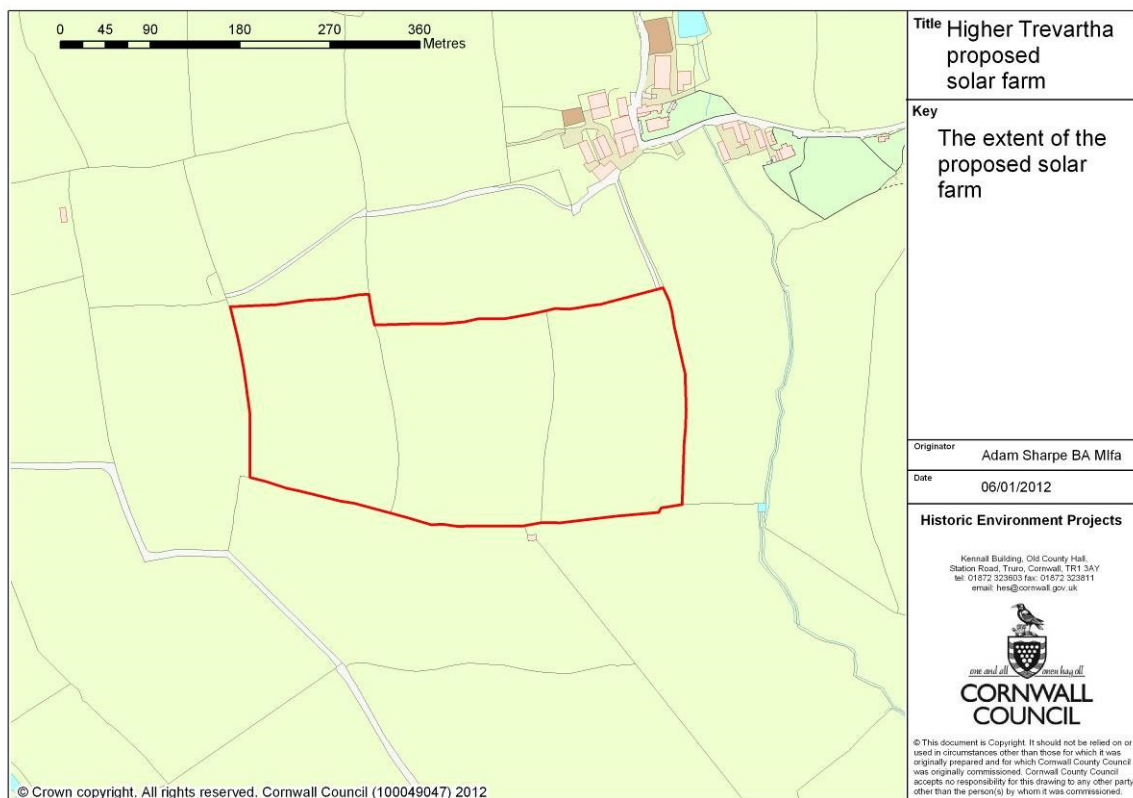 0 45 90 180 270 360
Metres
© Crown copyright. All rights reserved. Cornwall Council (100049047) 2012
Title Higher Trevartha
proposed
solar farm
Key
The extent of the
proposed solar
farm
Originator
Adam Sharpe BA MIfa
Date
06/01/2012
Historic Environment Projects
Kennall Building, Old County Hall,
Station Road, Truro, Cornwall, TR1 3AY
tel: 01872 323603 fax: 01872 323811
email: hes@cornwall.gov.uk
one and all onen hag oll
CORNWALL
COUNCIL
© This document is Copyright. It should not be relied on or
used in circumstances other than those for which it was
originally prepared and for which Cornwall County Council
was originally commissioned. Cornwall County Council
accepts no responsibility for this drawing to any other party
other than the person(s) by whom it was commissioned.